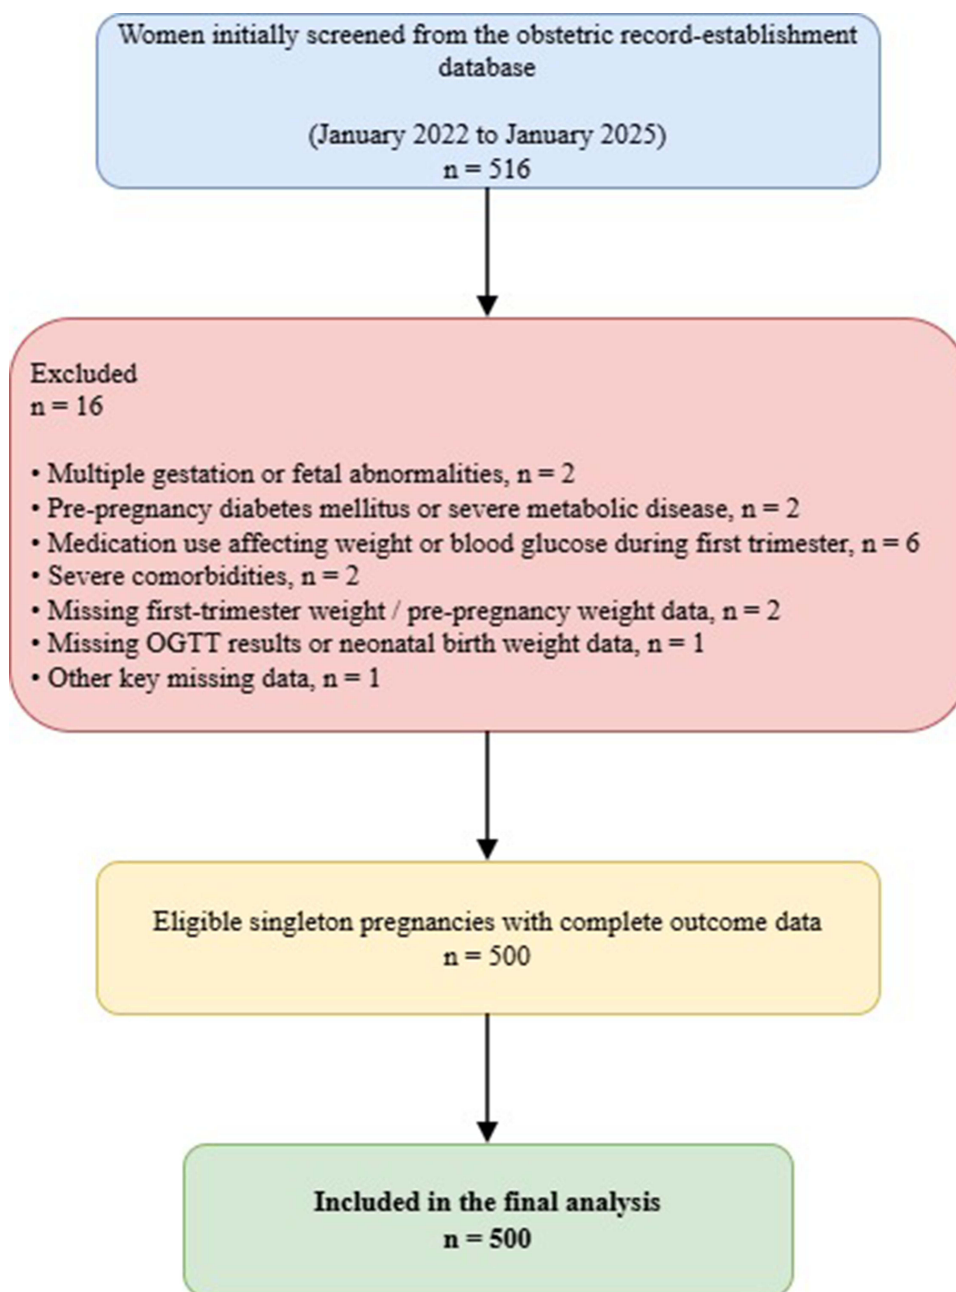 Women initially screened from the obstetric record-establishment
database
(January 2022 to January 2025)
n = 516
Excluded
n = 16
• Multiple gestation or fetal abnormalities, n = 2
• Pre-pregnancy diabetes mellitus or severe metabolic disease, n = 2
• Medication use affecting weight or blood glucose during first trimester, n = 6
• Severe comorbidities, n = 2
• Missing first-trimester weight / pre-pregnancy weight data, n = 2
• Missing OGTT results or neonatal birth weight data, n = 1
• Other key missing data, n = 1
Eligible singleton pregnancies with complete outcome data
n = 500
Included in the final analysis
n = 500